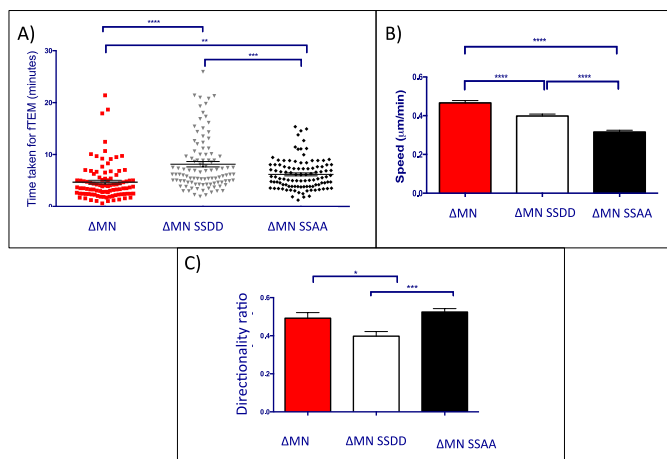 A)
****
**
***
Time taken for fTEM (minutes)
30
20
10
0
ΔMN
ΔMN SSDD
ΔMN SSAA
B)
****
****
****
Speed (μm/min)
0.6
0.4
0.2
0.0
ΔMN
ΔMN SSDD
ΔMN SSAA
C)
*
***
Directionality ratio
0.6
0.4
0.2
0.0
ΔMN
ΔMN SSDD
ΔMN SSAA